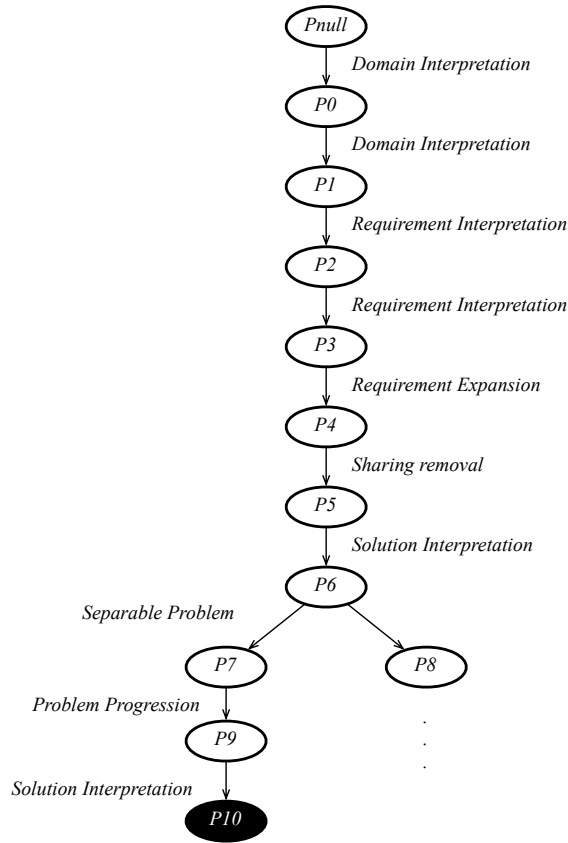 Pnull
Domain Interpretation
P0
Domain Interpretation
P1
Requirement Interpretation
P2
Requirement Interpretation
P3
Requirement Expansion
P4
Sharing removal
P5
Solution Interpretation
P6
Separable Problem
P7
P8
Problem Progression
P9
.
.
.
Solution Interpretation
P10